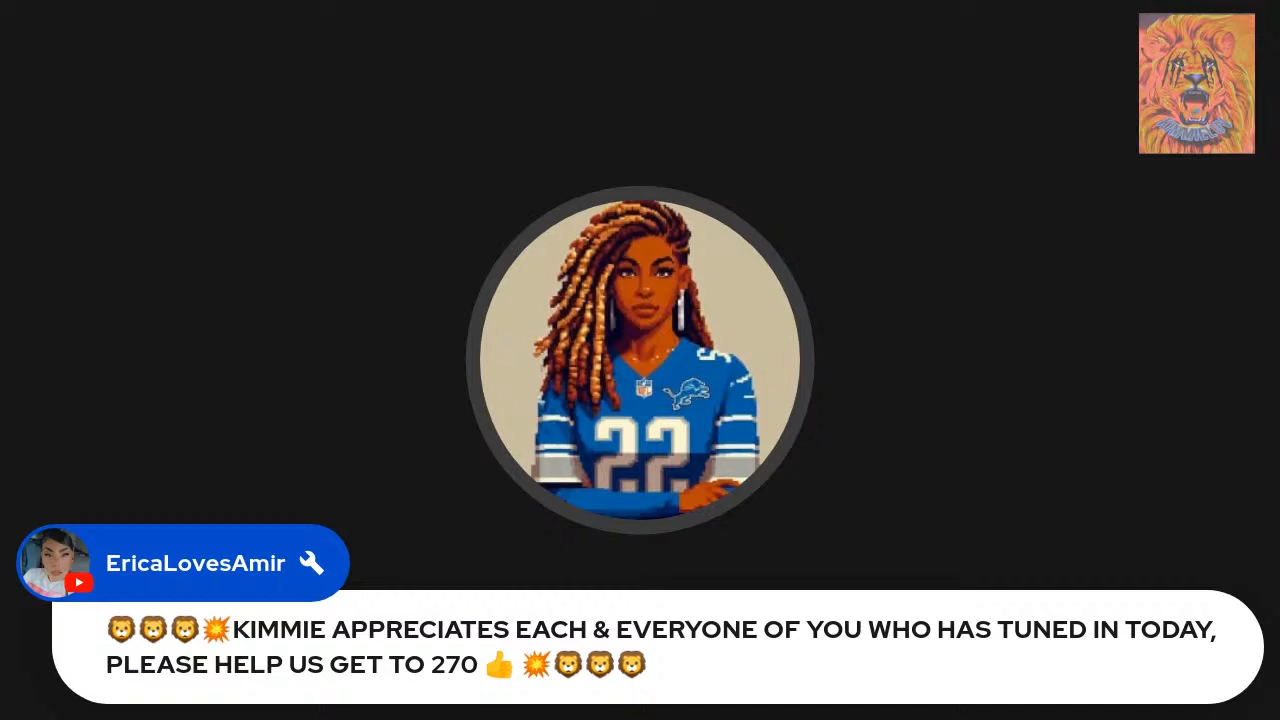 22
EricaLovesAmir
🦁🦁🦁💥KIMMIE APPRECIATES EACH & EVERYONE OF YOU WHO HAS TUNED IN TODAY,
PLEASE HELP US GET TO 270 👍 💥🦁🦁🦁